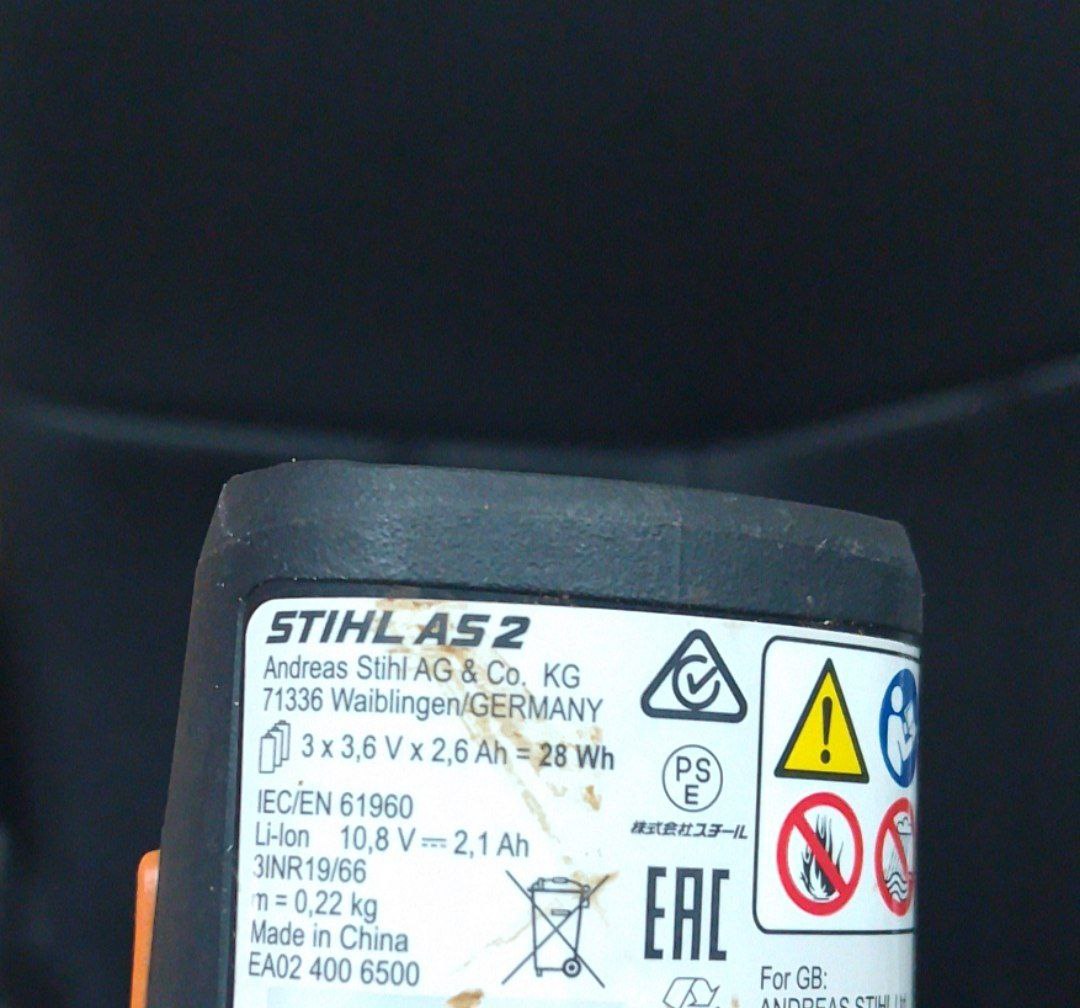 STIHL AS 2
Andreas Stihl AG & Co. KG
71336 Waiblingen/GERMANY
3 x 3,6 V x 2,6 Ah = 28 Wh
IEC/EN 61960
Li-Ion 10,8 V ⎓ 2,1 Ah
3INR19/66
m = 0,22 kg
Made in China
EA02 400 6500
PS
E
株式会社スチール
EAC
For GB:
ANDREAS STIHL